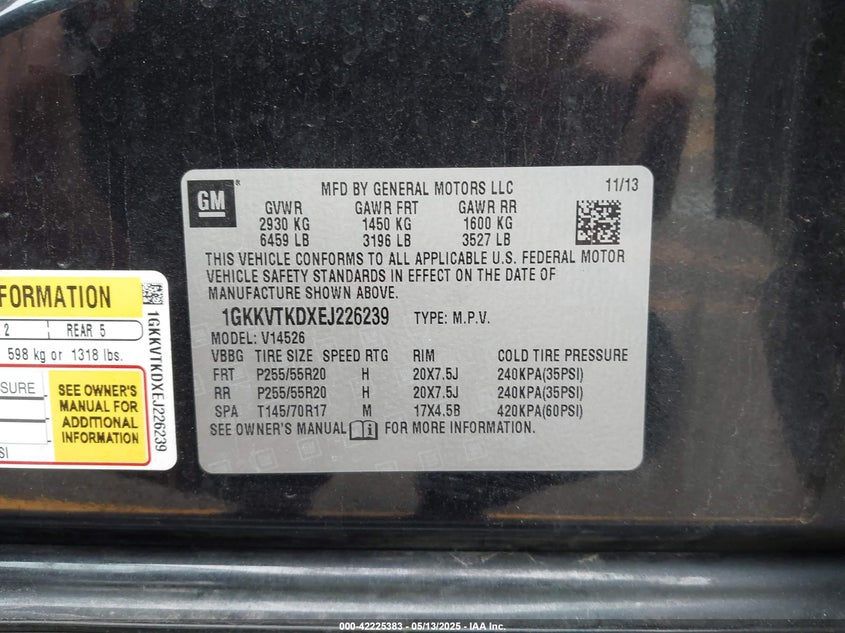 GM
MFD BY GENERAL MOTORS LLC 11/13
GVWR GAWR FRT GAWR RR
2930 KG 1450 KG 1600 KG
6459 LB 3196 LB 3527 LB
THIS VEHICLE CONFORMS TO ALL APPLICABLE U.S. FEDERAL MOTOR
VEHICLE SAFETY STANDARDS IN EFFECT ON THE DATE OF
MANUFACTURE SHOWN ABOVE.
1GKKVTKDXEJ226239 TYPE: M.P.V.
MODEL: V14526
VBBG TIRE SIZE SPEED RTG RIM COLD TIRE PRESSURE
FRT P255/55R20 H 20X7.5J 240KPA(35PSI)
RR P255/55R20 H 20X7.5J 240KPA(35PSI)
SPA T145/70R17 M 17X4.5B 420KPA(60PSI)
SEE OWNER'S MANUAL i FOR MORE INFORMATION.
FORMATION
2 REAR 5
598 kg or 1318 lbs.
SURE
SEE OWNER'S
MANUAL FOR
ADDITIONAL
INFORMATION
SI
1GKKVTKDXEJ226239
000-42225383 - 05/13/2025 - IAA Inc.